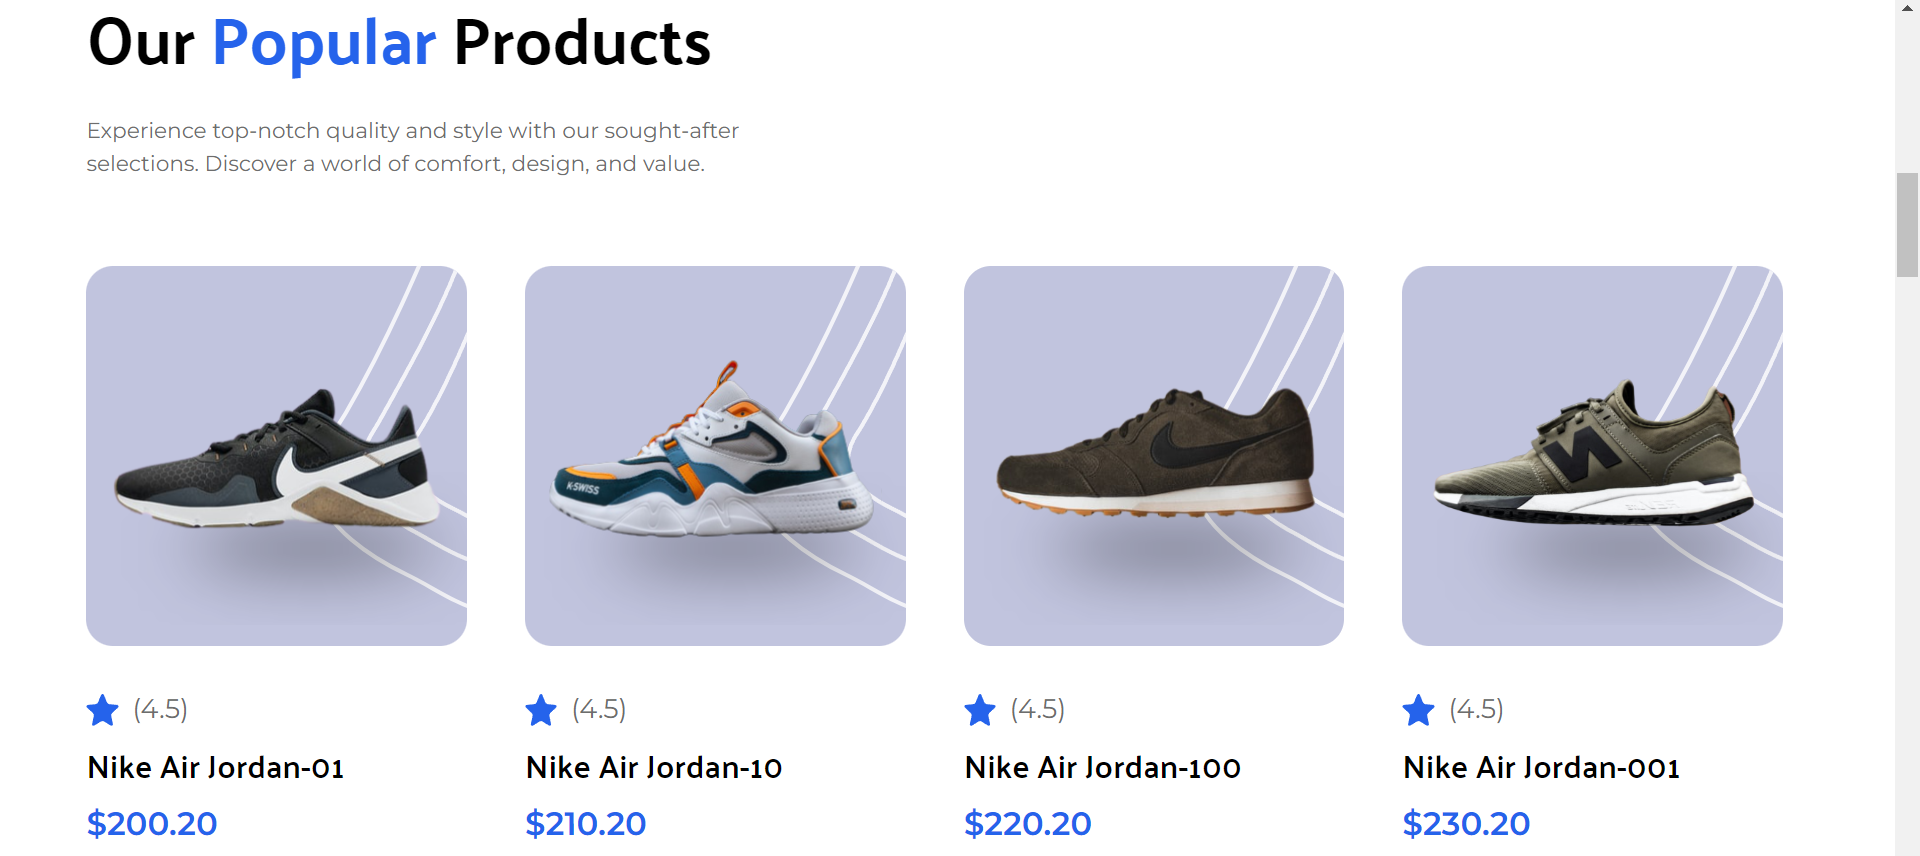 Our Popular Products
Experience top-notch quality and style with our sought-after
selections. Discover a world of comfort, design, and value.
K-SWISS
(4.5)
(4.5)
(4.5)
(4.5)
Nike Air Jordan-01
Nike Air Jordan-10
Nike Air Jordan-100
Nike Air Jordan-001
$200.20
$210.20
$220.20
$230.20